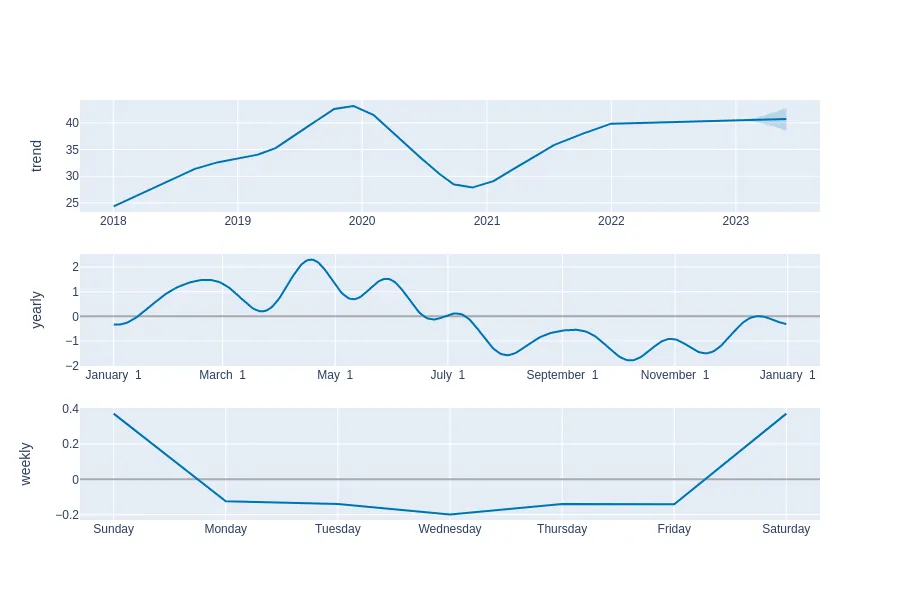 trend
40
35
30
25
2018 2019 2020 2021 2022 2023
yearly
2
1
0
−1
−2
January 1 March 1 May 1 July 1 September 1 November 1 January 1
weekly
0.4
0.2
0
−0.2
Sunday Monday Tuesday Wednesday Thursday Friday Saturday